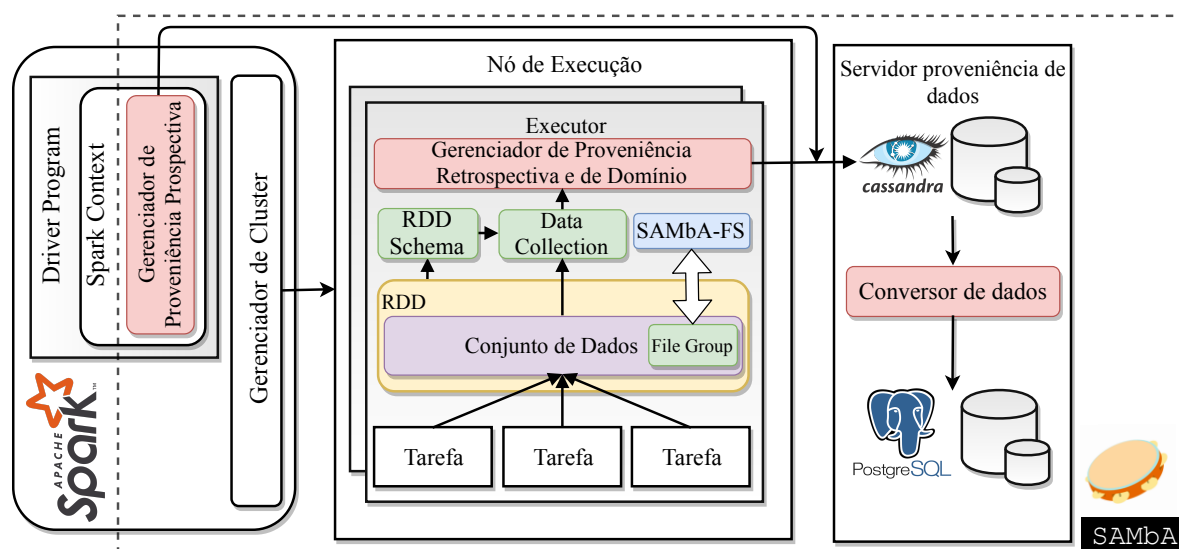 Driver Program
Spark Context
Gerenciador de
Proveniência Prospectiva
Gerenciador de Cluster
APACHE
Spark
TM
Nó de Execução
Executor
Gerenciador de Proveniência
Retrospectiva e de Domínio
RDD
Schema
Data
Collection
SAMbA-FS
RDD
Conjunto de Dados
File Group
Tarefa
Tarefa
Tarefa
Servidor proveniência de
dados
cassandra
Conversor de dados
PostgreSQL
SAMbA